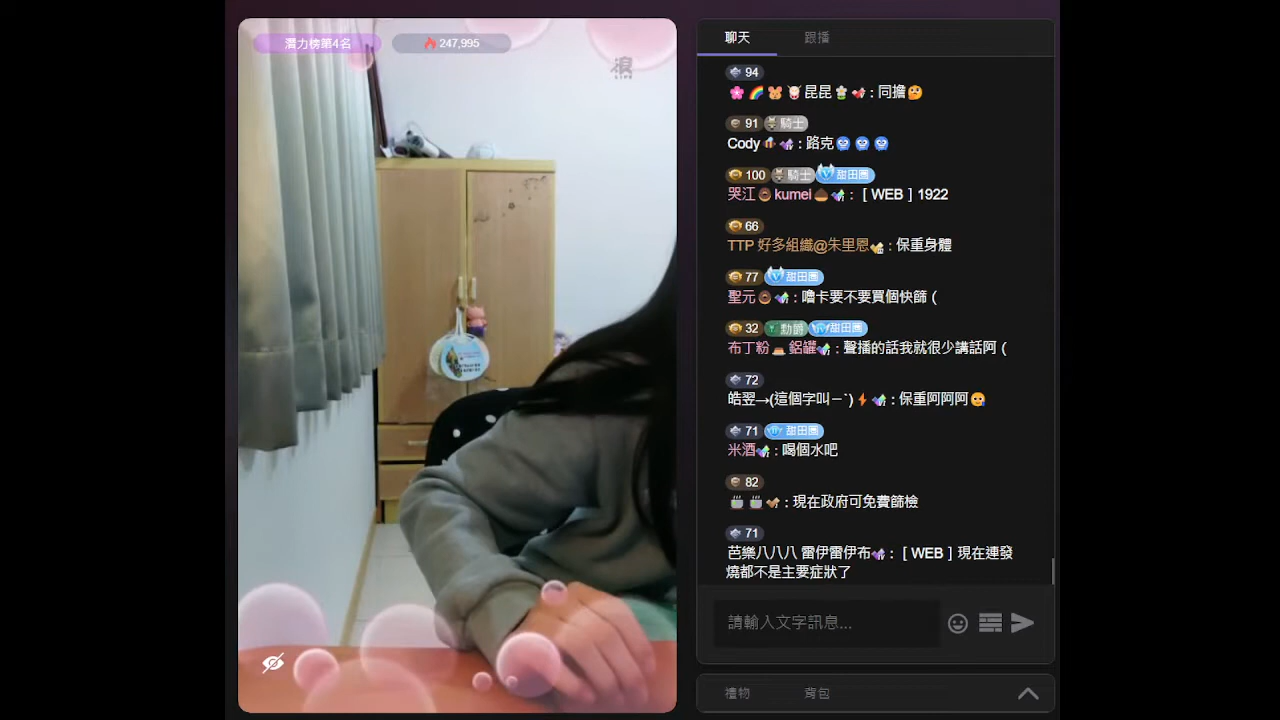 潛力榜第4名
247,995
浪
LIVE
聊天
跟播
94
昆昆 : 同擔
91 騎士
Cody : 路克
100 騎士 甜田圈
哭江 kumei : [ WEB ] 1922
66
TTP 好多組織@朱里恩 : 保重身體
77 甜田圈
聖元 : 嚕卡要不要買個快篩 (
32 勳爵 甜田圈
布丁粉 鋁罐 : 聲播的話我就很少講話阿 (
72
皓翌→(這個字叫一ˋ) : 保重阿阿阿
71 甜田圈
米酒 : 喝個水吧
82
: 現在政府可免費篩檢
71
芭樂八八八 雷伊雷伊布 : [ WEB ] 現在連發
燒都不是主要症狀了
請輸入文字訊息...
禮物
背包